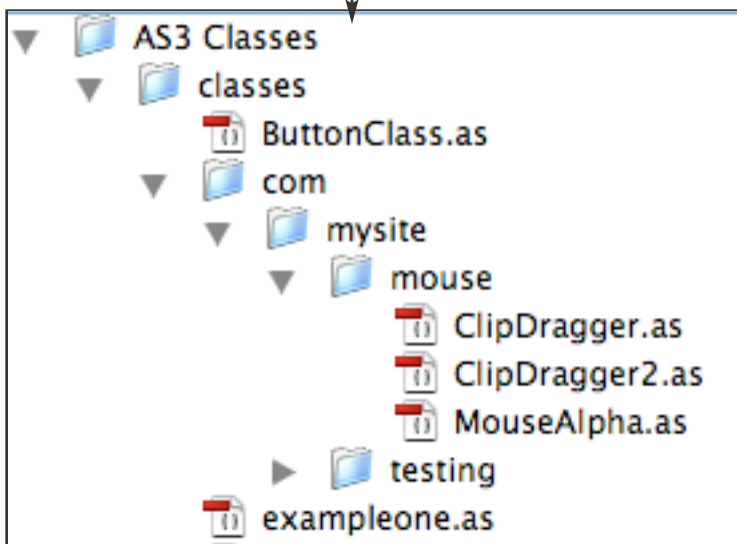 AS3 Classes
classes
ButtonClass.as
com
mysite
mouse
ClipDragger.as
ClipDragger2.as
MouseAlpha.as
testing
exampleone.as